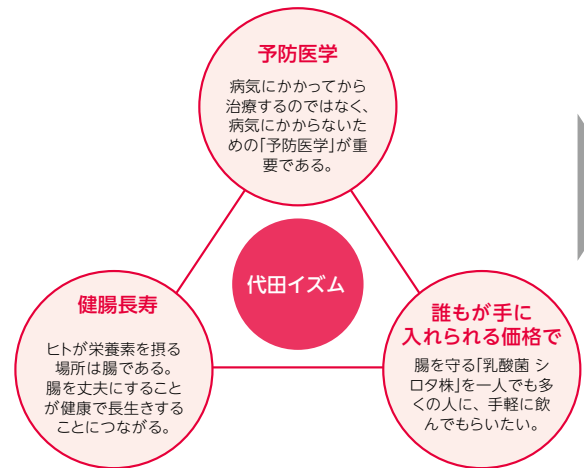 予防医学
病気にかかってから
治療するのではなく、
病気にかからないた
めの「予防医学」が重
要である。
代田イズム
健腸長寿
ヒトが栄養素を摂る
場所は腸である。
腸を丈夫にすること
が健康で長生きする
ことにつながる。
誰もが手に
入れられる価格で
腸を守る「乳酸菌 シ
ロタ株」を一人でも多
くの人に、手軽に飲
んでもらいたい。